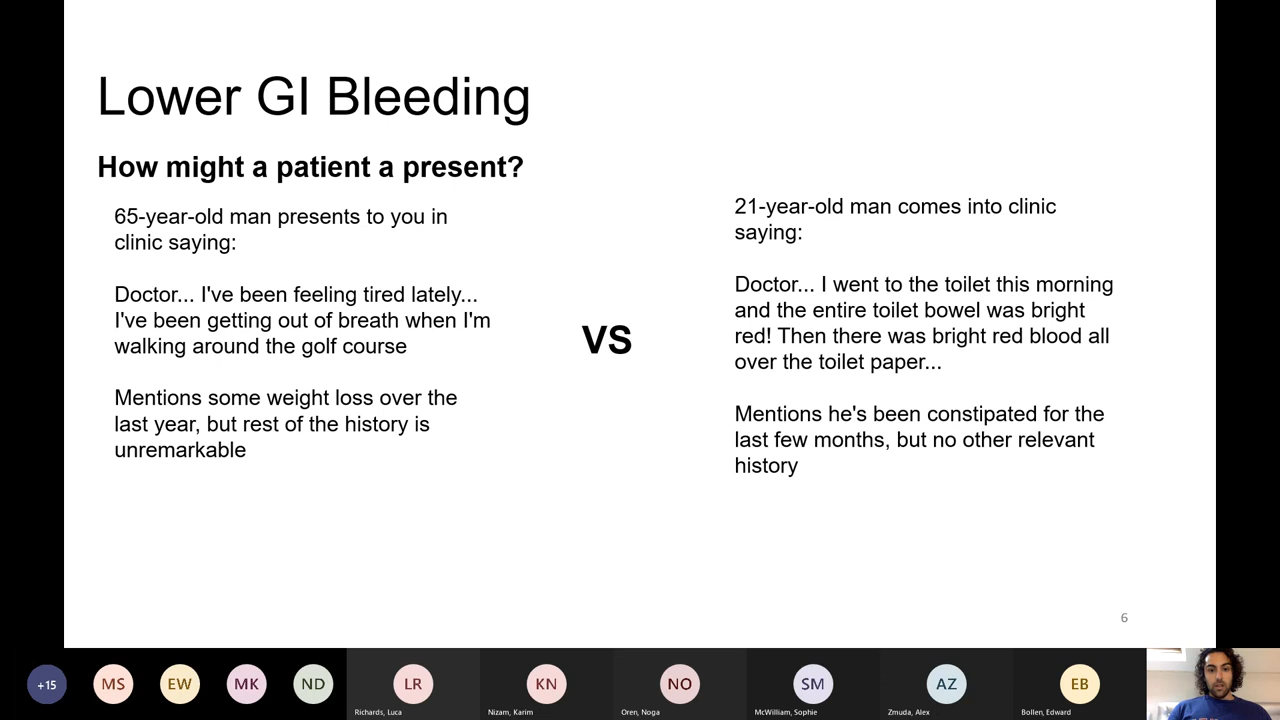 Lower GI Bleeding
How might a patient a present?
65-year-old man presents to you in
clinic saying:
Doctor... I've been feeling tired lately...
I've been getting out of breath when I'm
walking around the golf course
Mentions some weight loss over the
last year, but rest of the history is
unremarkable
VS
21-year-old man comes into clinic
saying:
Doctor... I went to the toilet this morning
and the entire toilet bowel was bright
red! Then there was bright red blood all
over the toilet paper...
Mentions he's been constipated for the
last few months, but no other relevant
history
6
+15
MS
EW
MK
ND
LR
Richards, Luca
KN
Nizam, Karim
NO
Oren, Noga
SM
McWilliam, Sophie
AZ
Zmuda, Alex
EB
Bollen, Edward